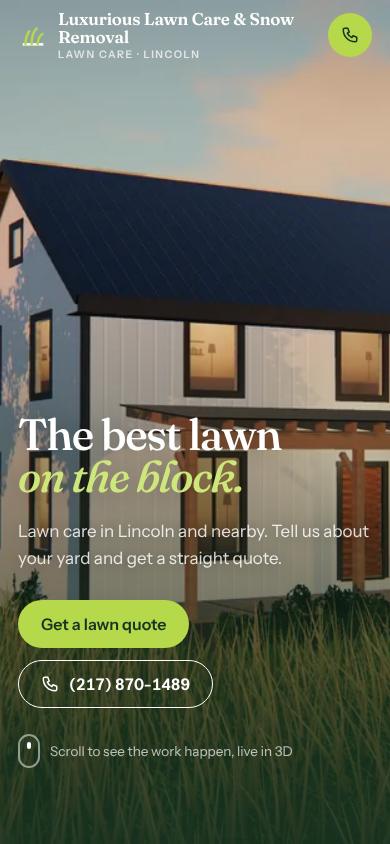 Luxurious Lawn Care & Snow
Removal
LAWN CARE · LINCOLN
The best lawn
on the block.
Lawn care in Lincoln and nearby. Tell us about
your yard and get a straight quote.
Get a lawn quote
(217) 870-1489
Scroll to see the work happen, live in 3D